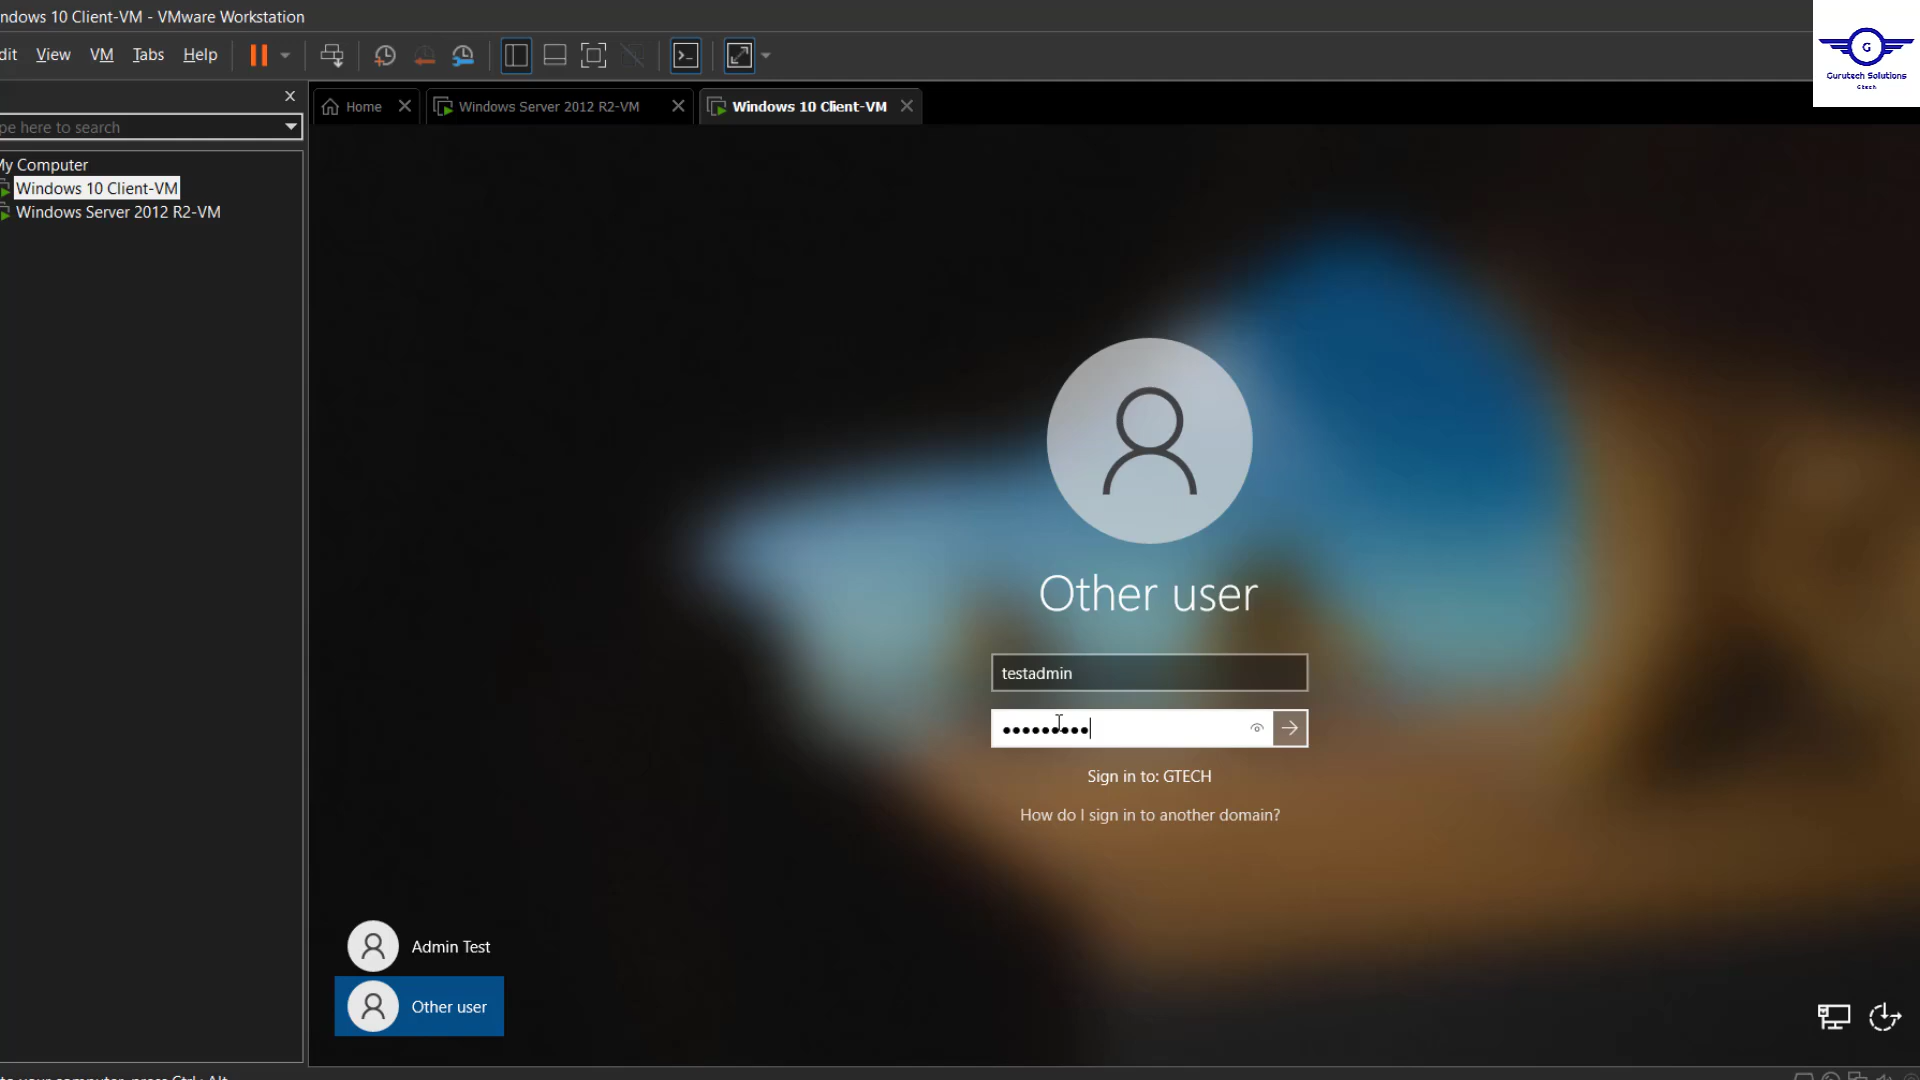 ndows 10 Client-VM - VMware Workstation
dit View VM Tabs Help
G
Gurutech Solutions
Gtech
Home
Windows Server 2012 R2-VM
Windows 10 Client-VM
pe here to search
My Computer
Windows 10 Client-VM
Windows Server 2012 R2-VM
Other user
testadmin
Sign in to: GTECH
How do I sign in to another domain?
Admin Test
Other user